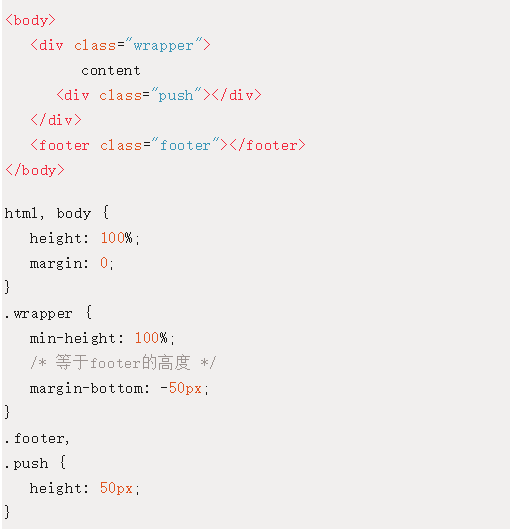 <body>
<div class="wrapper">
content
<div class="push"></div>
</div>
<footer class="footer"></footer>
</body>
html, body {
height: 100%;
margin: 0;
}
.wrapper {
min-height: 100%;
/* 等于footer的高度 */
margin-bottom: -50px;
}
.footer,
.push {
height: 50px;
}